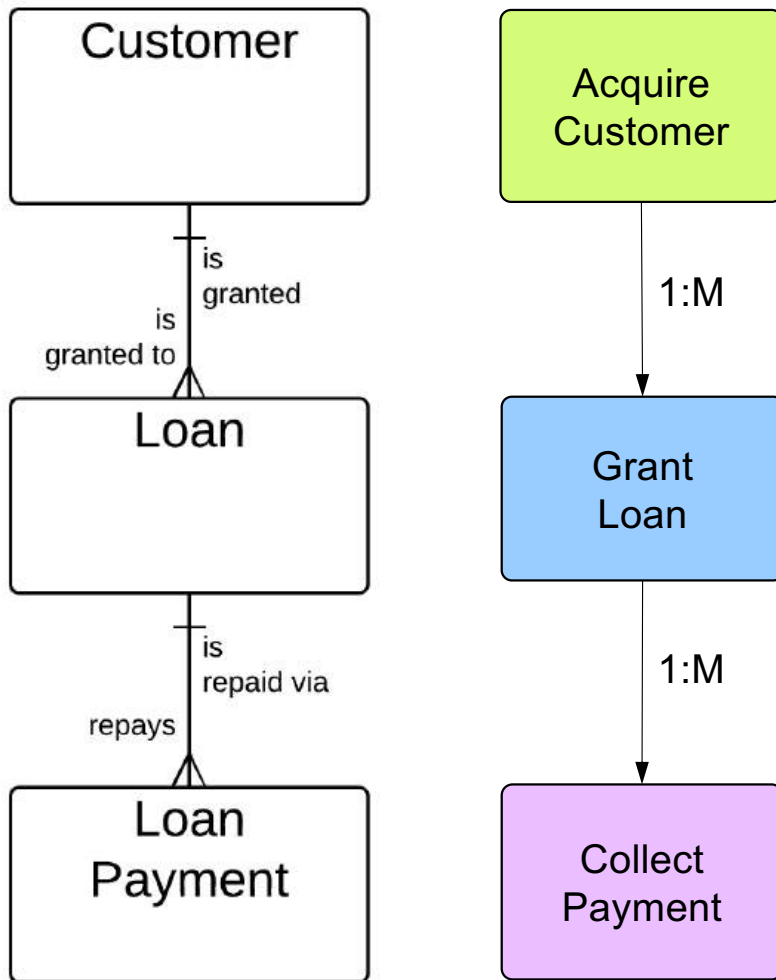 Customer
is
granted
is
granted to
Loan
is
repaid via
repays
Loan
Payment
Acquire
Customer
1:M
Grant
Loan
1:M
Collect
Payment